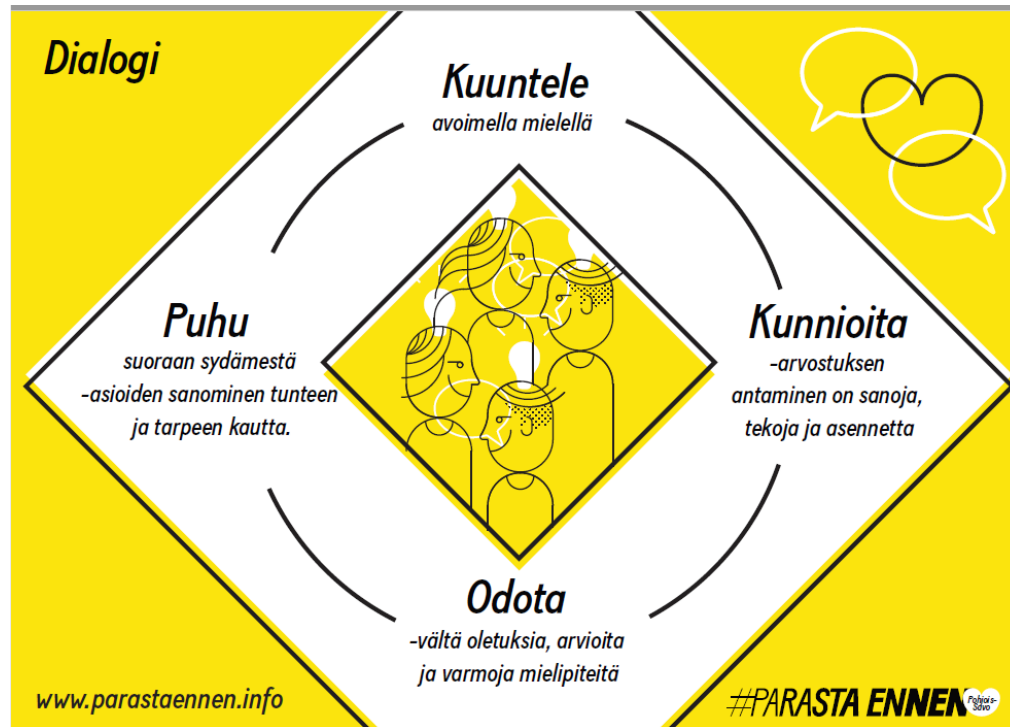 Dialogi
Kuuntele
avoimella mielellä
Puhu
suoraan sydämestä
-asioiden sanominen tunteen
ja tarpeen kautta.
Kunnioita
-arvostuksen
antaminen on sanoja,
tekoja ja asennetta
Odota
-vältä oletuksia, arvioita
ja varmoja mielipiteitä
www.parastaennen.info
#PARASTA ENNEN
Pohjois-
Savo